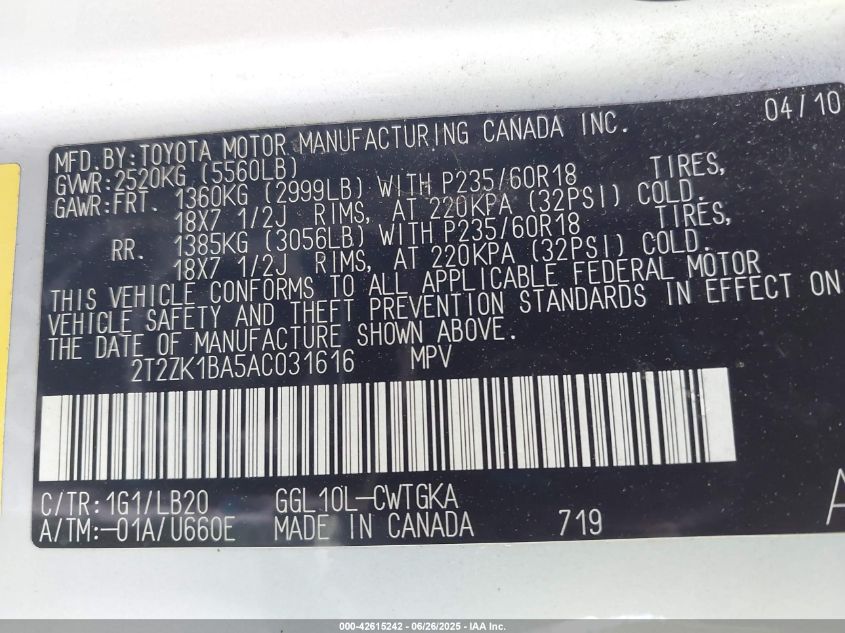 04/10
MFD. BY: TOYOTA MOTOR MANUFACTURING CANADA INC.
GVWR: 2520KG (5560LB)
GAWR: FRT. 1360KG (2999LB) WITH P235/60R18 TIRES,
18X7 1/2J RIMS, AT 220KPA (32PSI) COLD.
RR. 1385KG (3056LB) WITH P235/60R18 TIRES,
18X7 1/2J RIMS, AT 220KPA (32PSI) COLD.
THIS VEHICLE CONFORMS TO ALL APPLICABLE FEDERAL MOTOR
VEHICLE SAFETY AND THEFT PREVENTION STANDARDS IN EFFECT ON
THE DATE OF MANUFACTURE SHOWN ABOVE.
2T2ZK1BA5AC031616 MPV
C/TR: 1G1/LB20 GGL10L-CWTGKA
A/TM: -01A/U660E MADE IN CANADA 719
000-42615242 - 06/26/2025 - IAA Inc.